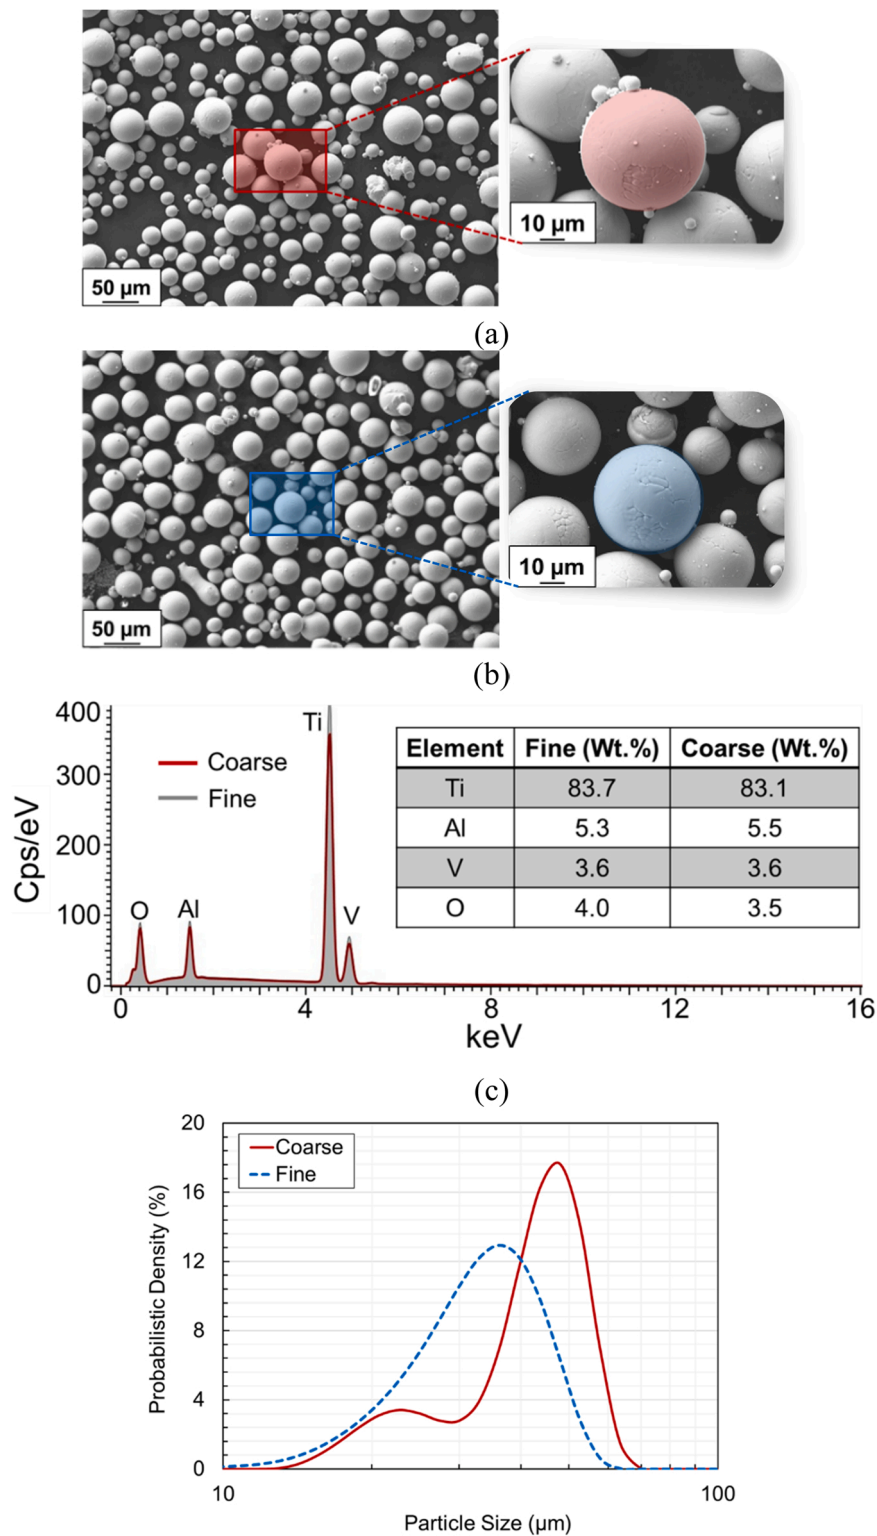 10 µm
50 µm
(a)
10 µm
50 µm
(b)
400
300
200
100
0
Cps/eV
Ti
Coarse
Fine
O
Al
V
Element Fine (Wt.%) Coarse (Wt.%)
Ti 83.7 83.1
Al 5.3 5.5
V 3.6 3.6
O 4.0 3.5
0 4 8 12 16
keV
(c)
20
16
12
8
4
0
Probabilistic Density (%)
Coarse
Fine
10 100
Particle Size (µm)